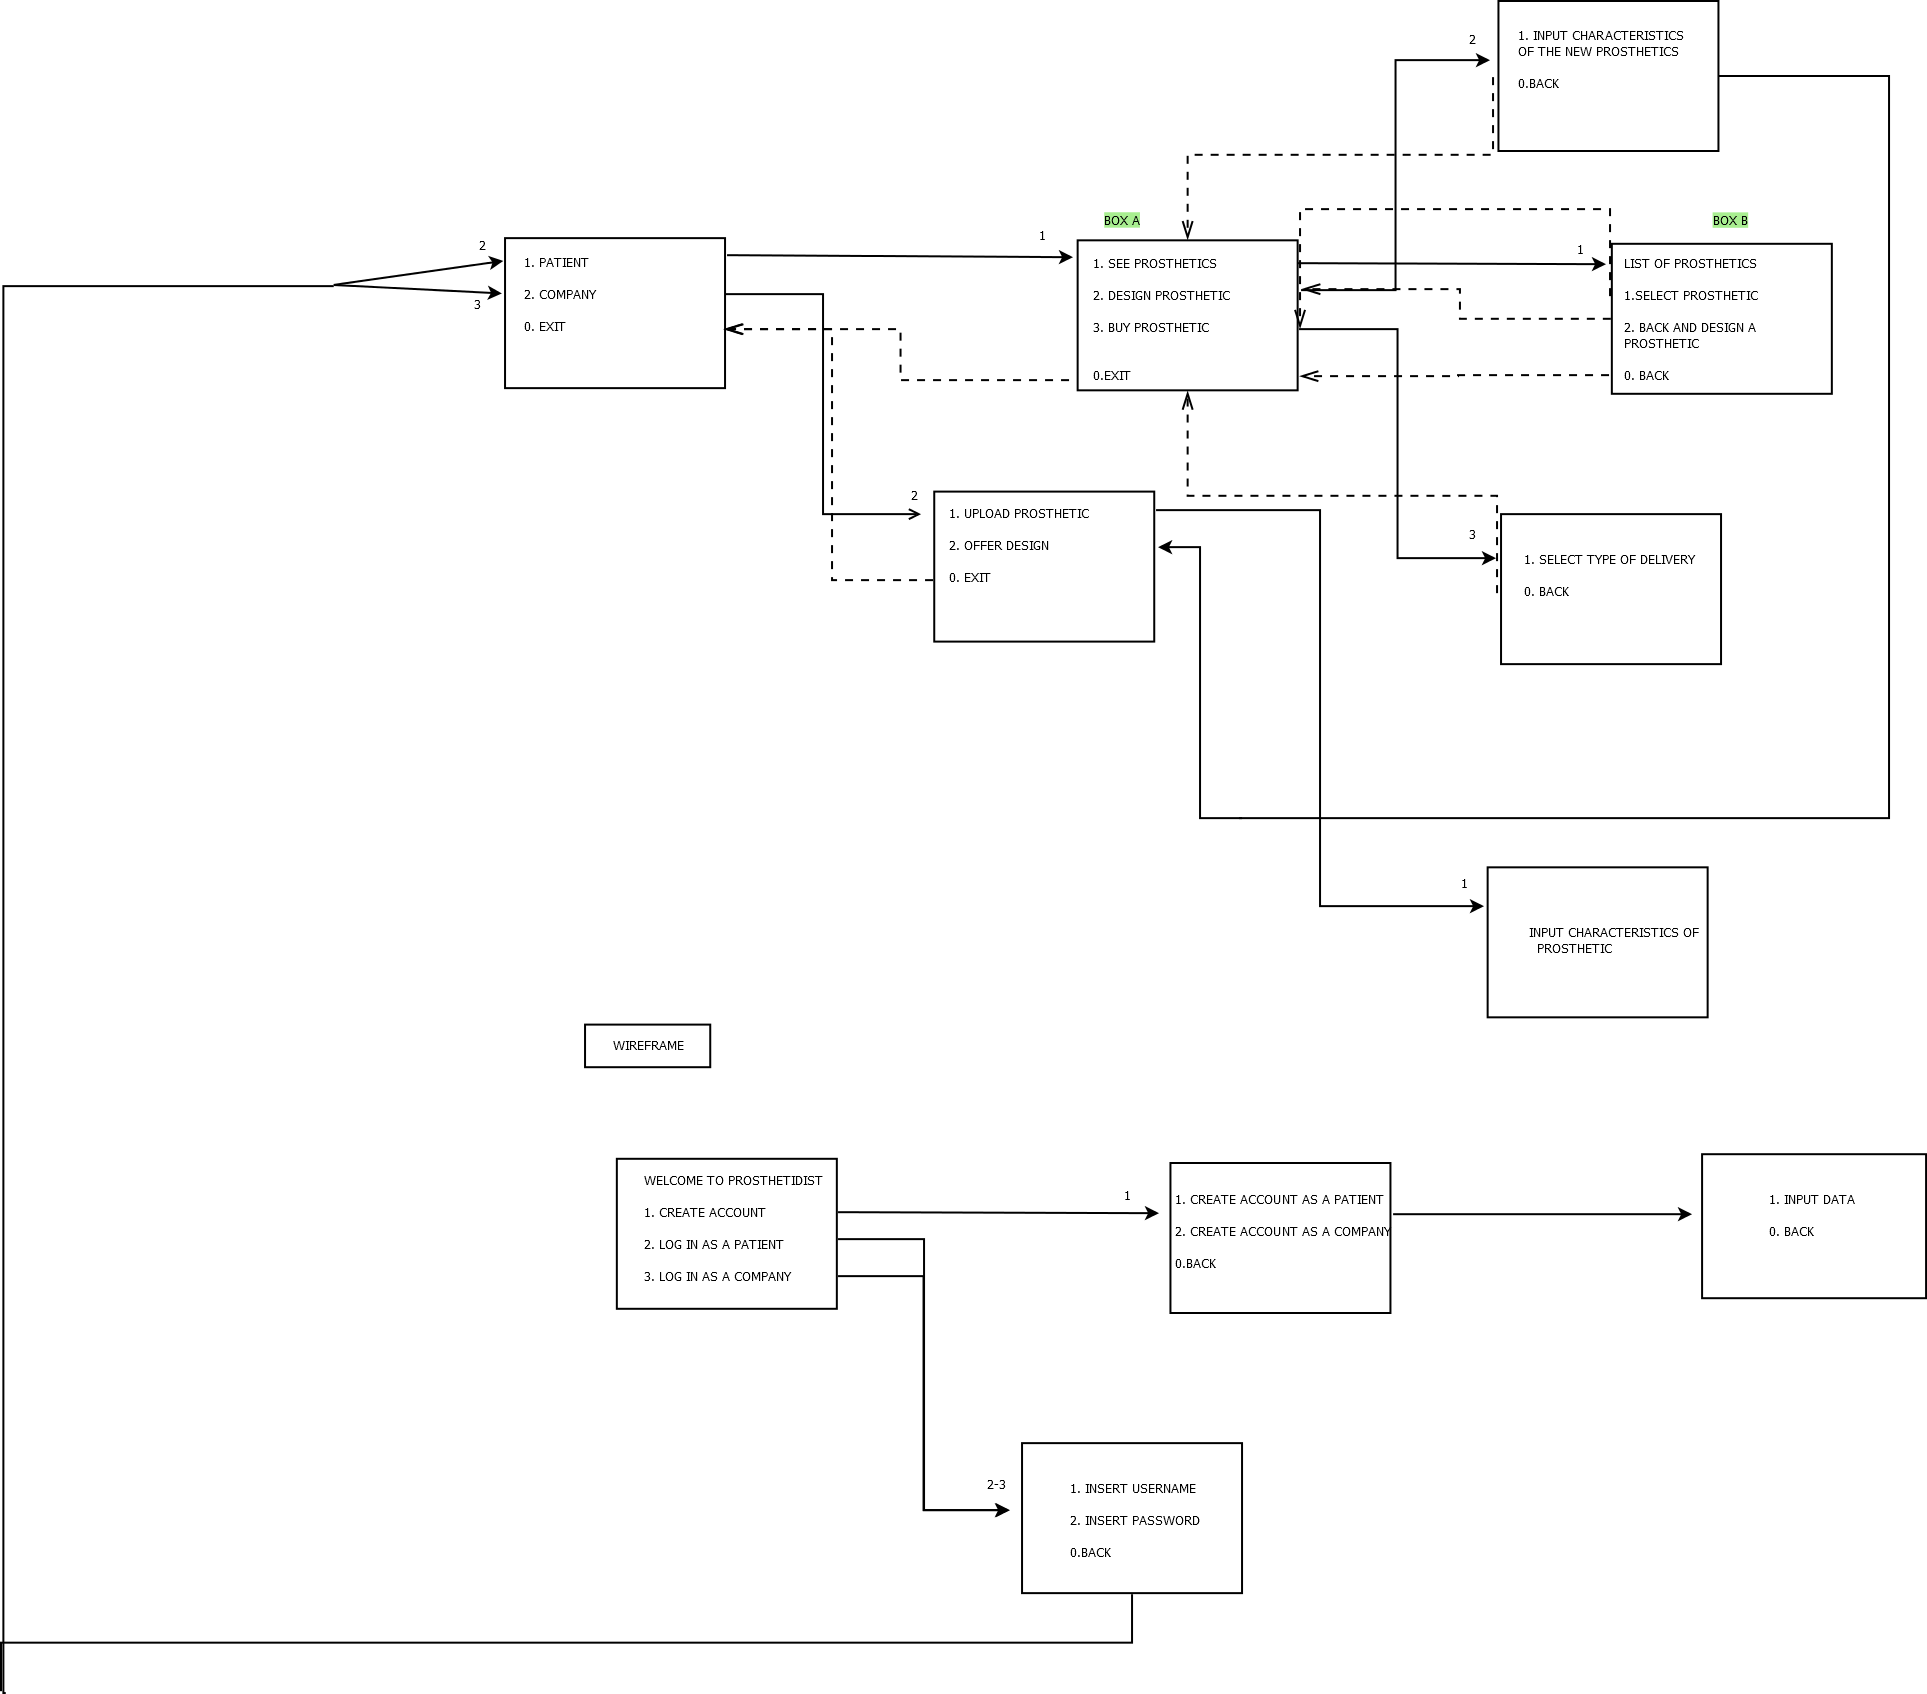 2
1. INPUT CHARACTERISTICS
OF THE NEW PROSTHETICS
0.BACK
BOX A
BOX B
2
3
1. PATIENT
2. COMPANY
0. EXIT
1
1. SEE PROSTHETICS
2. DESIGN PROSTHETIC
3. BUY PROSTHETIC
0.EXIT
1
LIST OF PROSTHETICS
1.SELECT PROSTHETIC
2. BACK AND DESIGN A
PROSTHETIC
0. BACK
2
1. UPLOAD PROSTHETIC
2. OFFER DESIGN
0. EXIT
3
1. SELECT TYPE OF DELIVERY
0. BACK
1
INPUT CHARACTERISTICS OF
PROSTHETIC
WIREFRAME
WELCOME TO PROSTHETIDIST
1. CREATE ACCOUNT
2. LOG IN AS A PATIENT
3. LOG IN AS A COMPANY
1
1. CREATE ACCOUNT AS A PATIENT
2. CREATE ACCOUNT AS A COMPANY
0.BACK
1. INPUT DATA
0. BACK
2-3
1. INSERT USERNAME
2. INSERT PASSWORD
0.BACK